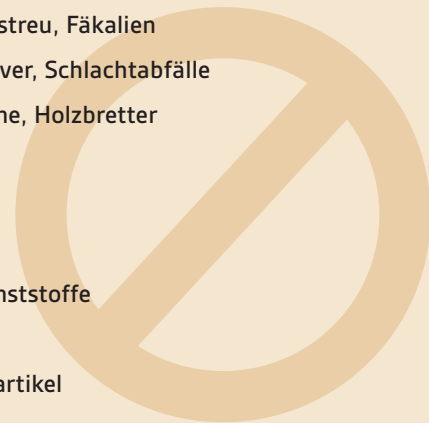 streu, Fäkalien
ver, Schlachtabfälle
ne, Holzbretter
nststoffe
artikel